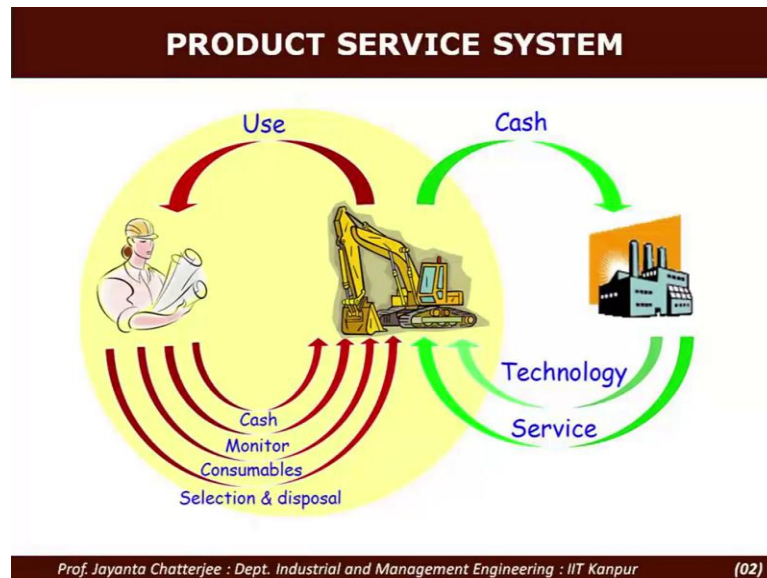 PRODUCT SERVICE SYSTEM
Use
Cash
Technology
Service
Cash
Monitor
Consumables
Selection & disposal
Prof. Jayanta Chatterjee : Dept. Industrial and Management Engineering : IIT Kanpur (02)